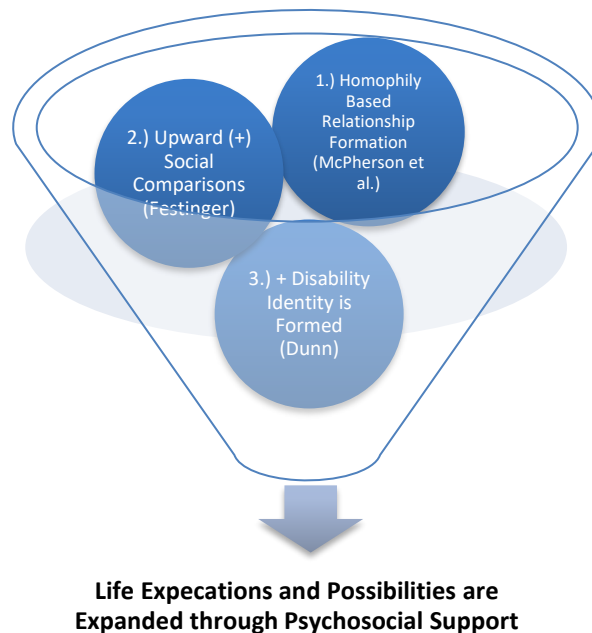 1.) Homophily
Based
Relationship
Formation
(McPherson et
al.)
2.) Upward (+)
Social
Comparisons
(Festinger)
3.) + Disability
Identity is
Formed
(Dunn)
Life Expecations and Possibilities are
Expanded through Psychosocial Support